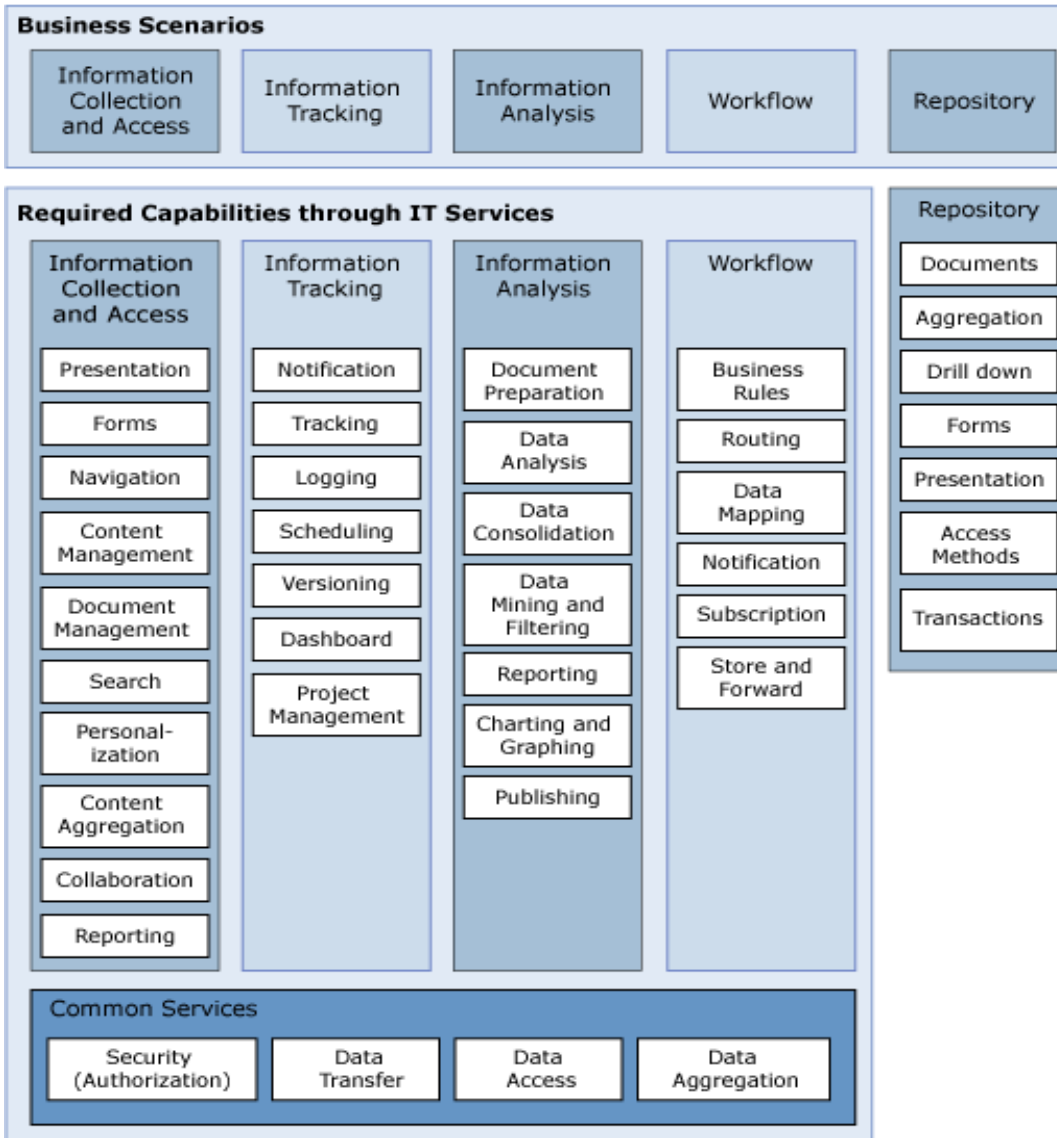 Business Scenarios
Information
Collection
and Access
Information
Tracking
Information
Analysis
Workflow
Repository
Required Capabilities through IT Services
Information
Collection
and Access
Presentation
Forms
Navigation
Content
Management
Document
Management
Search
Personal-
ization
Content
Aggregation
Collaboration
Reporting
Information
Tracking
Notification
Tracking
Logging
Scheduling
Versioning
Dashboard
Project
Management
Information
Analysis
Document
Preparation
Data
Analysis
Data
Consolidation
Data
Mining and
Filtering
Reporting
Charting and
Graphing
Publishing
Workflow
Business
Rules
Routing
Data
Mapping
Notification
Subscription
Store and
Forward
Common Services
Security
(Authorization)
Data
Transfer
Data
Access
Data
Aggregation
Repository
Documents
Aggregation
Drill down
Forms
Presentation
Access
Methods
Transactions